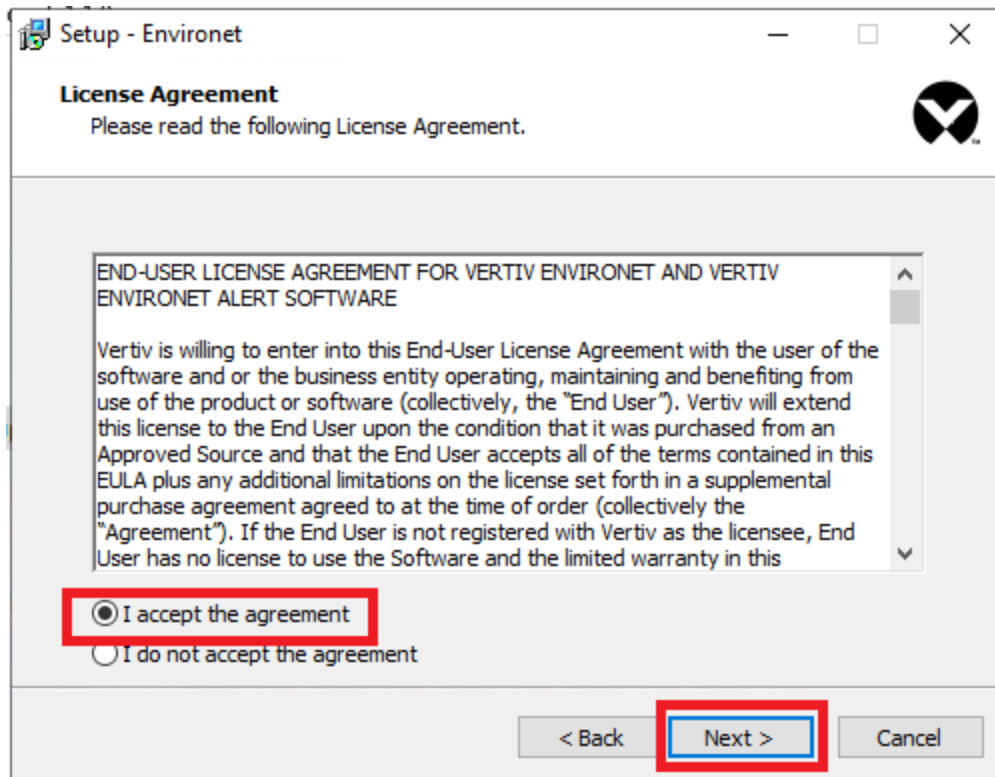 Setup - Environet
License Agreement
Please read the following License Agreement.
END-USER LICENSE AGREEMENT FOR VERTIV ENVIRONET AND VERTIV
ENVIRONET ALERT SOFTWARE
Vertiv is willing to enter into this End-User License Agreement with the user of the
software and or the business entity operating, maintaining and benefiting from
use of the product or software (collectively, the “End User”). Vertiv will extend
this license to the End User upon the condition that it was purchased from an
Approved Source and that the End User accepts all of the terms contained in this
EULA plus any additional limitations on the license set forth in a supplemental
purchase agreement agreed to at the time of order (collectively the
“Agreement”). If the End User is not registered with Vertiv as the licensee, End
User has no license to use the Software and the limited warranty in this
I accept the agreement
I do not accept the agreement
< Back
Next >
Cancel